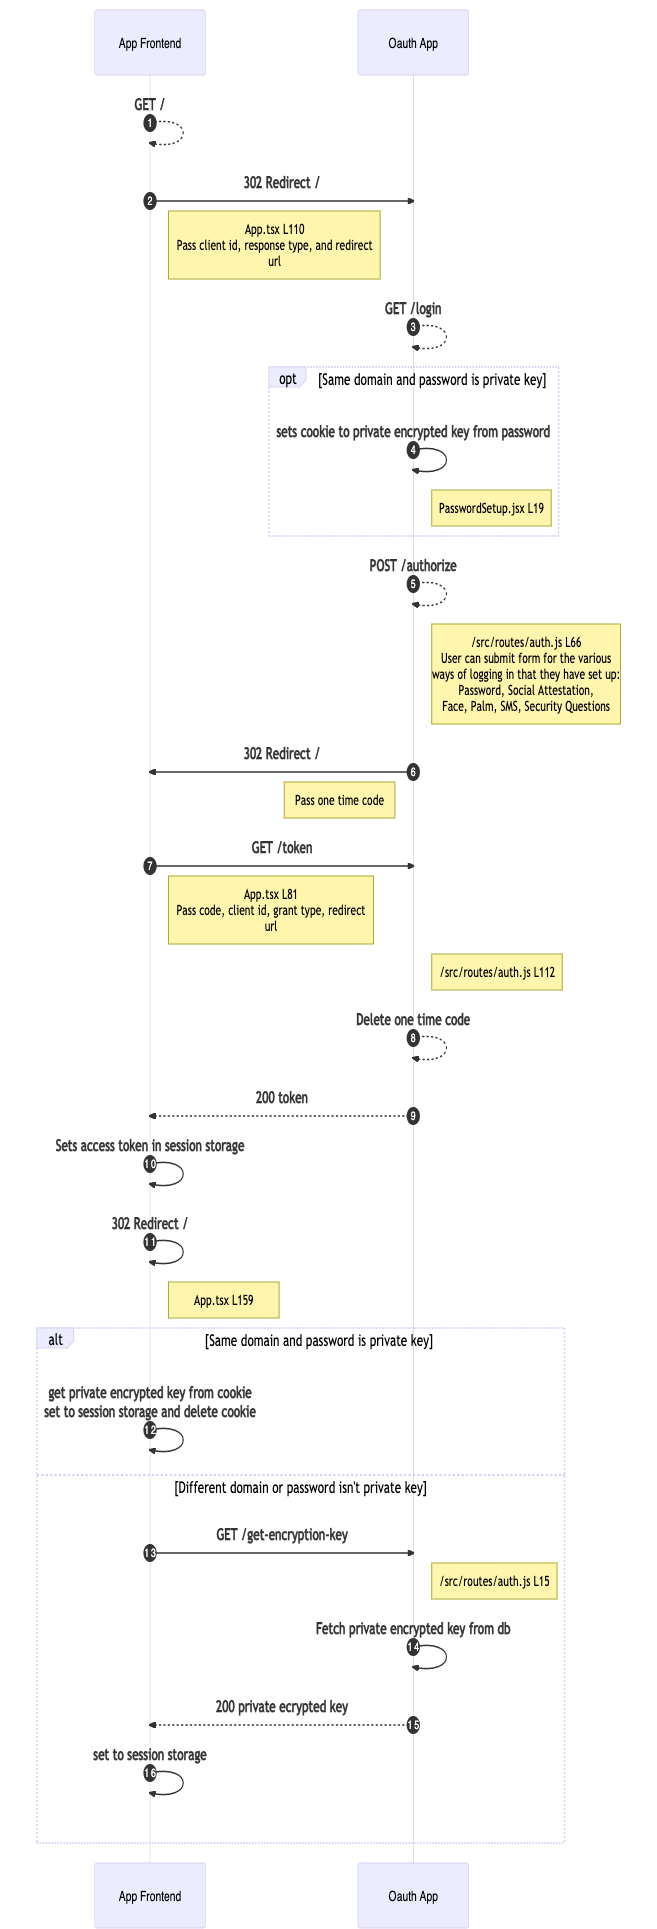 App Frontend
Oauth App
GET /
1
302 Redirect /
2
App.tsx L110
Pass client id, response type, and redirect
url
GET /login
3
opt
[Same domain and password is private key]
sets cookie to private encrypted key from password
4
PasswordSetup.jsx L19
POST /authorize
5
/src/routes/auth.js L66
User can submit form for the various
ways of logging in that they have set up:
Password, Social Attestation,
Face, Palm, SMS, Security Questions
302 Redirect /
6
Pass one time code
GET /token
7
App.tsx L81
Pass code, client id, grant type, redirect
url
/src/routes/auth.js L112
Delete one time code
8
200 token
9
Sets access token in session storage
10
302 Redirect /
11
App.tsx L159
alt
[Same domain and password is private key]
get private encrypted key from cookie
set to session storage and delete cookie
12
[Different domain or password isn't private key]
GET /get-encryption-key
13
/src/routes/auth.js L15
Fetch private encrypted key from db
14
200 private ecrypted key
15
set to session storage
16
App Frontend
Oauth App